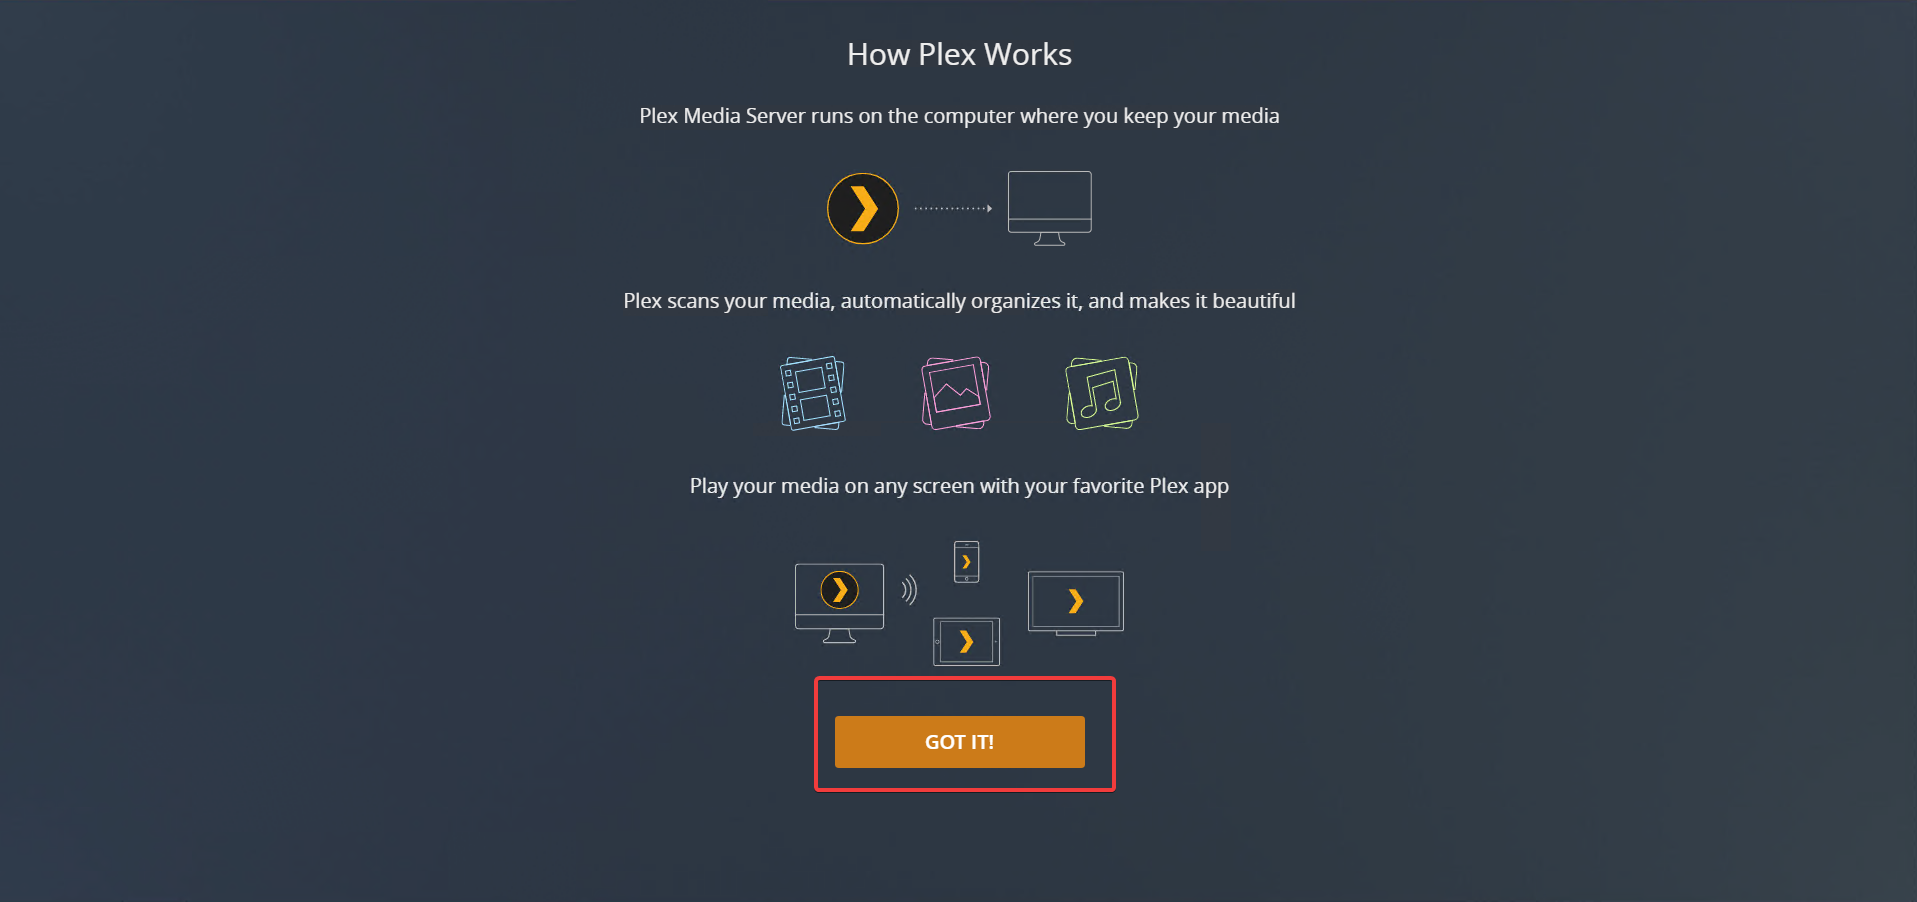 How Plex Works
Plex Media Server runs on the computer where you keep your media
Plex scans your media, automatically organizes it, and makes it beautiful
Play your media on any screen with your favorite Plex app
GOT IT!